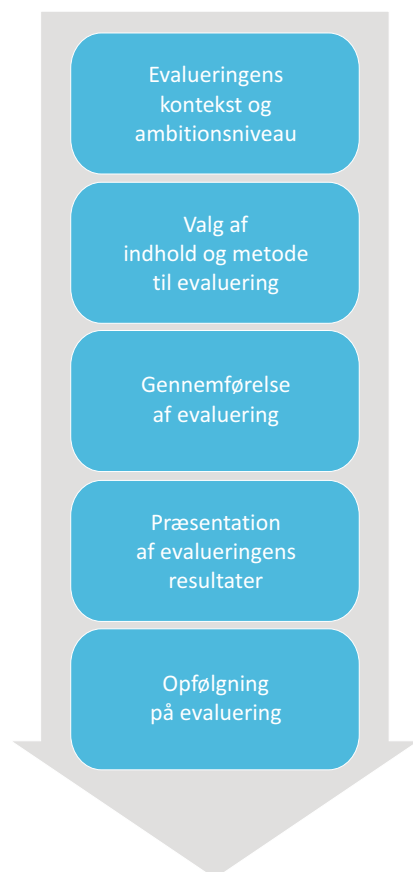 Evalueringens
kontekst og
ambitionsniveau
Valg af
indhold og metode
til evaluering
Gennemførelse
af evaluering
Præsentation
af evalueringens
resultater
Opfølgning
på evaluering